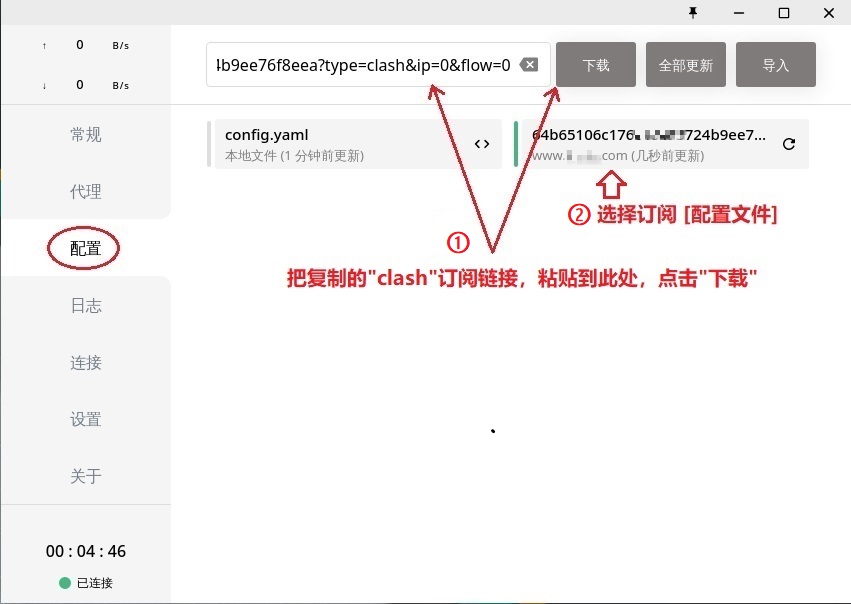 ↑ 0 B/s
↓ 0 B/s
常规
代理
配置
日志
连接
设置
关于
00 : 04 : 46
已连接
4b9ee76f8eea?type=clash&ip=0&flow=0
下载
全部更新
导入
config.yaml
本地文件 (1 分钟前更新)
64b65106c176 724b9ee7...
www. com (几秒前更新)
② 选择订阅 [配置文件]
①
把复制的"clash"订阅链接，粘贴到此处，点击"下载"